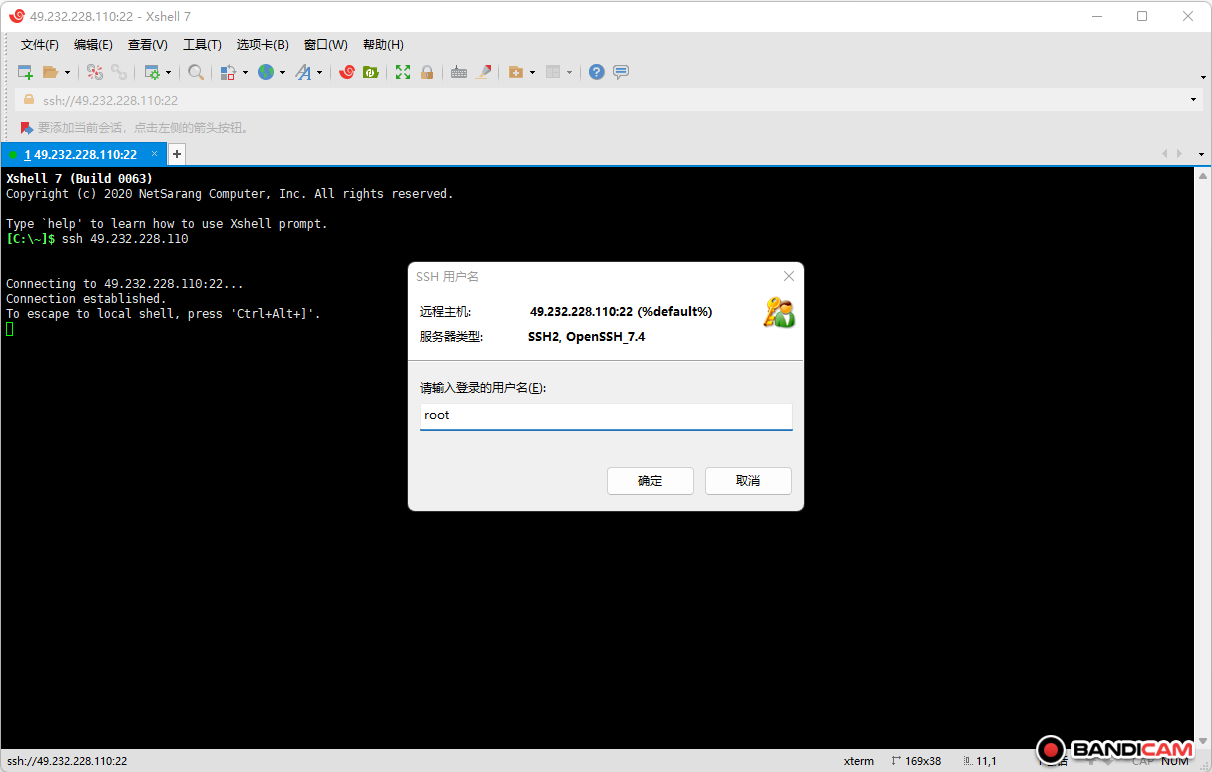 49.232.228.110:22 - Xshell 7
文件(F) 编辑(E) 查看(V) 工具(T) 选项卡(B) 窗口(W) 帮助(H)
ssh://49.232.228.110:22
要添加当前会话，点击左侧的箭头按钮。
1 49.232.228.110:22
Xshell 7 (Build 0063)
Copyright (c) 2020 NetSarang Computer, Inc. All rights reserved.
Type `help' to learn how to use Xshell prompt.
[C:\~]$ ssh 49.232.228.110
Connecting to 49.232.228.110:22...
Connection established.
To escape to local shell, press 'Ctrl+Alt+]'.
SSH 用户名
远程主机: 49.232.228.110:22 (%default%)
服务器类型: SSH2, OpenSSH_7.4
请输入登录的用户名(E):
root
确定 取消
BANDICAM
ssh://49.232.228.110:22 xterm 169x38 11,1 CAP NUM